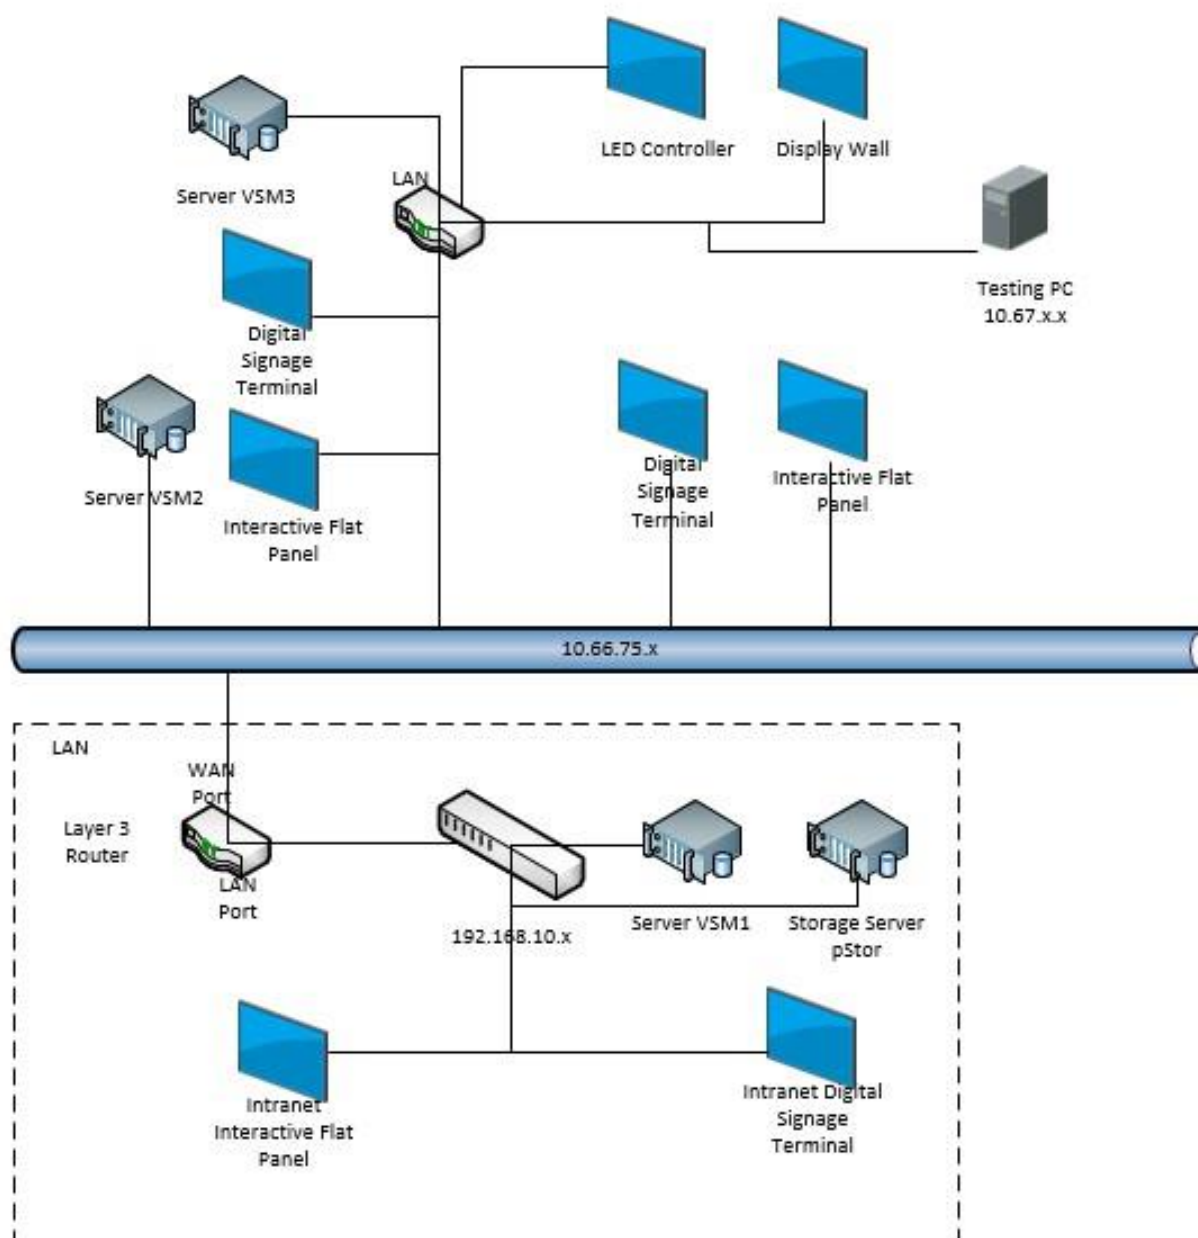 LED Controller
Display Wall
LAN
Server VSM3
Testing PC
10.67.x.x
Digital
Signage
Terminal
Server VSM2
Interactive Flat
Panel
Digital
Signage
Terminal
Interactive Flat
Panel
10.66.75.x
LAN
WAN
Port
Layer 3
Router
LAN
Port
192.168.10.x
Server VSM1
Storage Server
pStor
Intranet
Interactive Flat
Panel
Intranet Digital
Signage
Terminal